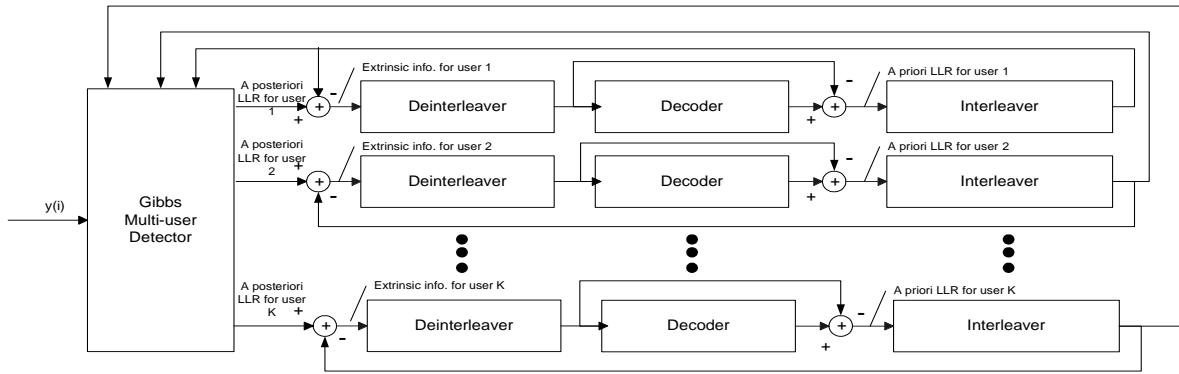 y(i)
Gibbs
Multi-user
Detector
A posteriori
LLR for user
1
+
-
+
Extrinsic info. for user 1
Deinterleaver
Decoder
-
+
+
A priori LLR for user 1
Interleaver
A posteriori
LLR for user
2
+
+
-
Extrinsic info. for user 2
Deinterleaver
Decoder
-
+
+
A priori LLR for user 2
Interleaver
A posteriori
LLR for user
K
+
+
-
Extrinsic info. for user K
Deinterleaver
Decoder
-
+
+
A priori LLR for user K
Interleaver